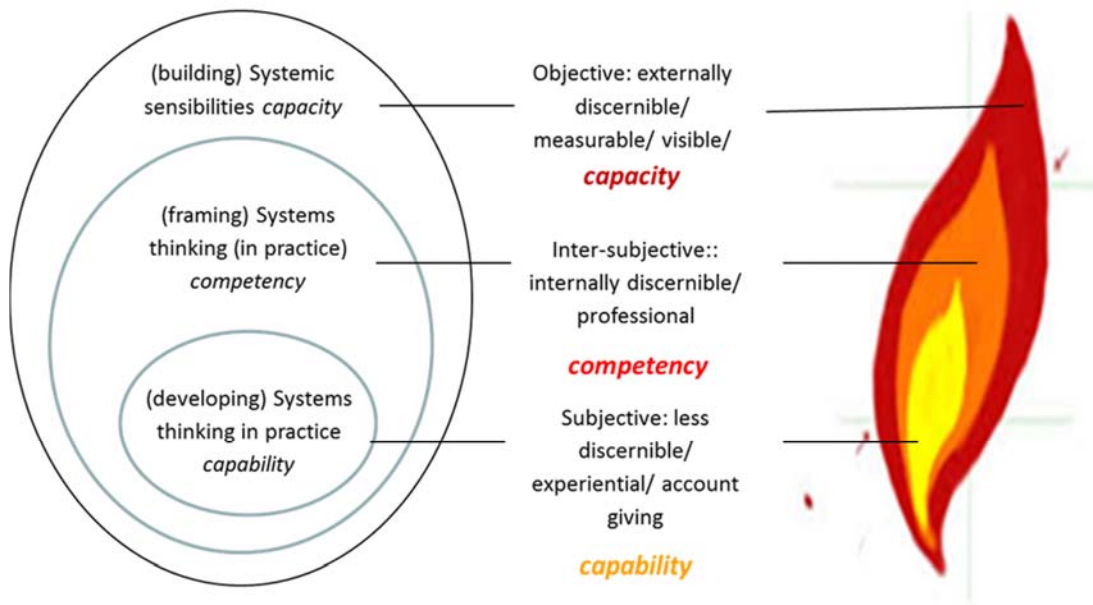 (building) Systemic
sensibilities capacity
(framing) Systems
thinking (in practice)
competency
(developing) Systems
thinking in practice
capability
Objective: externally
discernible/
measurable/ visible/
capacity
Inter-subjective::
internally discernible/
professional
competency
Subjective: less
discernible/
experiential/ account
giving
capability